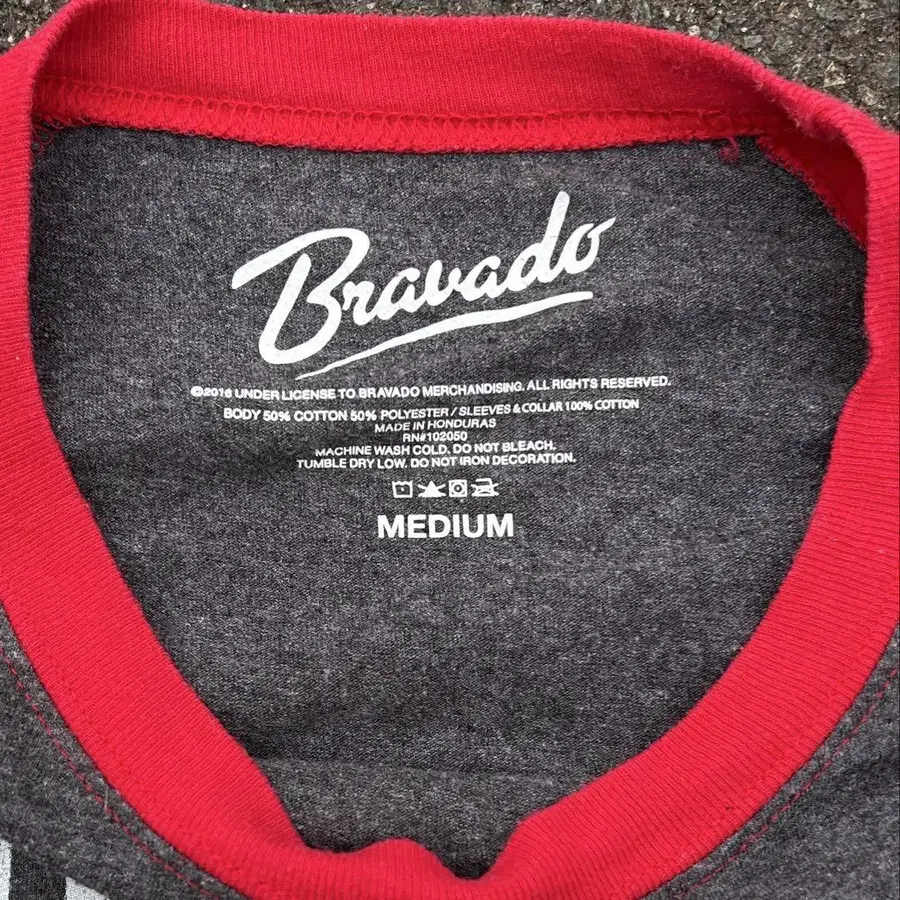 Bravado
©2016 UNDER LICENSE TO BRAVADO MERCHANDISING. ALL RIGHTS RESERVED.
BODY 50% COTTON 50% POLYESTER / SLEEVES & COLLAR 100% COTTON
MADE IN HONDURAS
RN#102050
MACHINE WASH COLD. DO NOT BLEACH.
TUMBLE DRY LOW. DO NOT IRON DECORATION.
MEDIUM